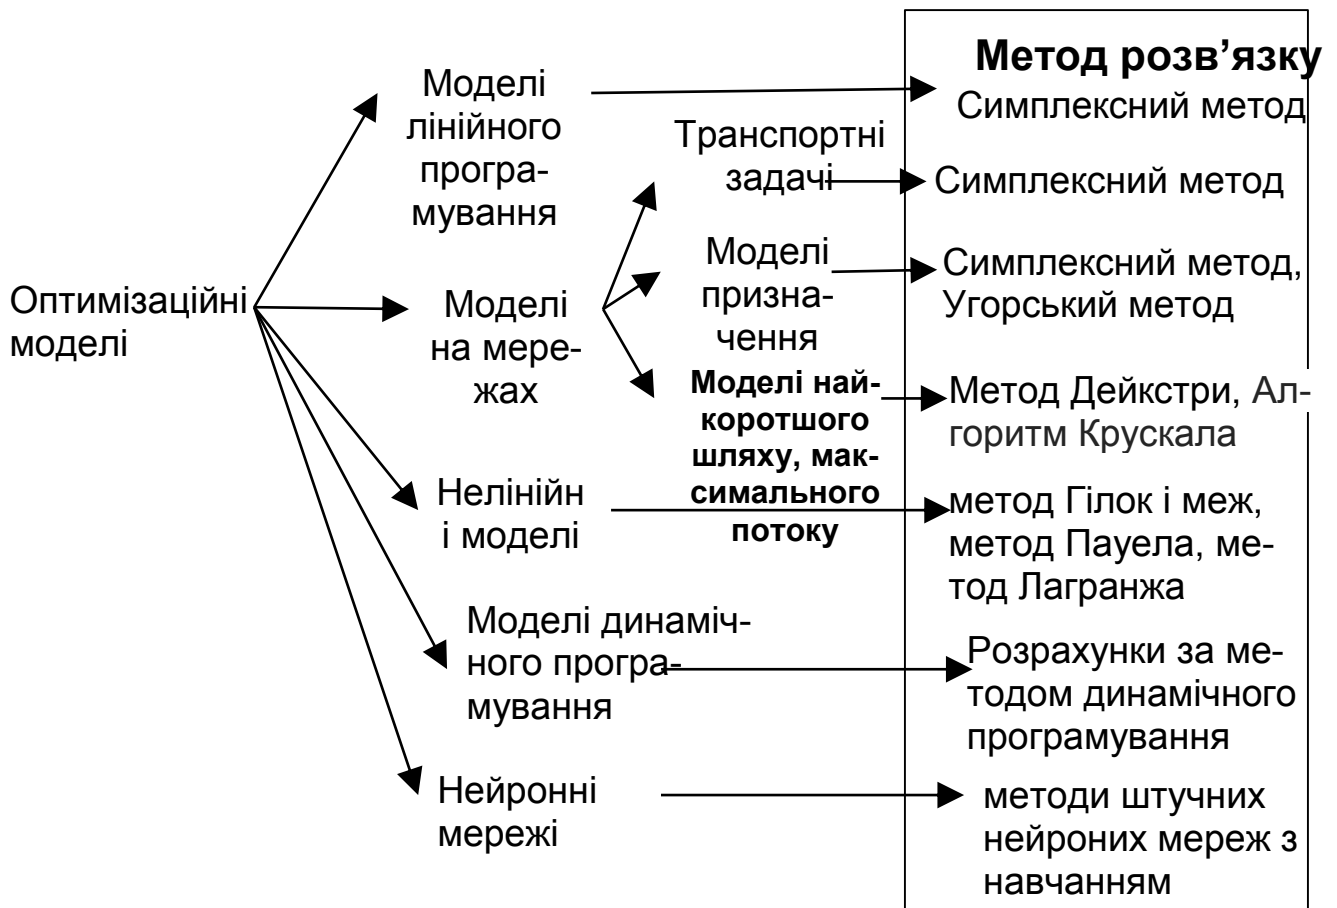 Метод розв’язку
Моделі
лінійного
програ-
мування
Симплексний метод
Оптимізаційні
моделі
Моделі
на мере-
жах
Транспортні
задачі
Симплексний метод
Моделі
призна-
чення
Симплексний метод,
Угорський метод
Моделі най-
коротшого
шляху, мак-
симального
потоку
Метод Дейкстри, Ал-
горитм Крускала
Нелінійн
і моделі
метод Гілок і меж,
метод Пауела, ме-
тод Лагранжа
Моделі динаміч-
ного програ-
мування
Розрахунки за ме-
тодом динамічного
програмування
Нейронні
мережі
методи штучних
нейроних мереж з
навчанням